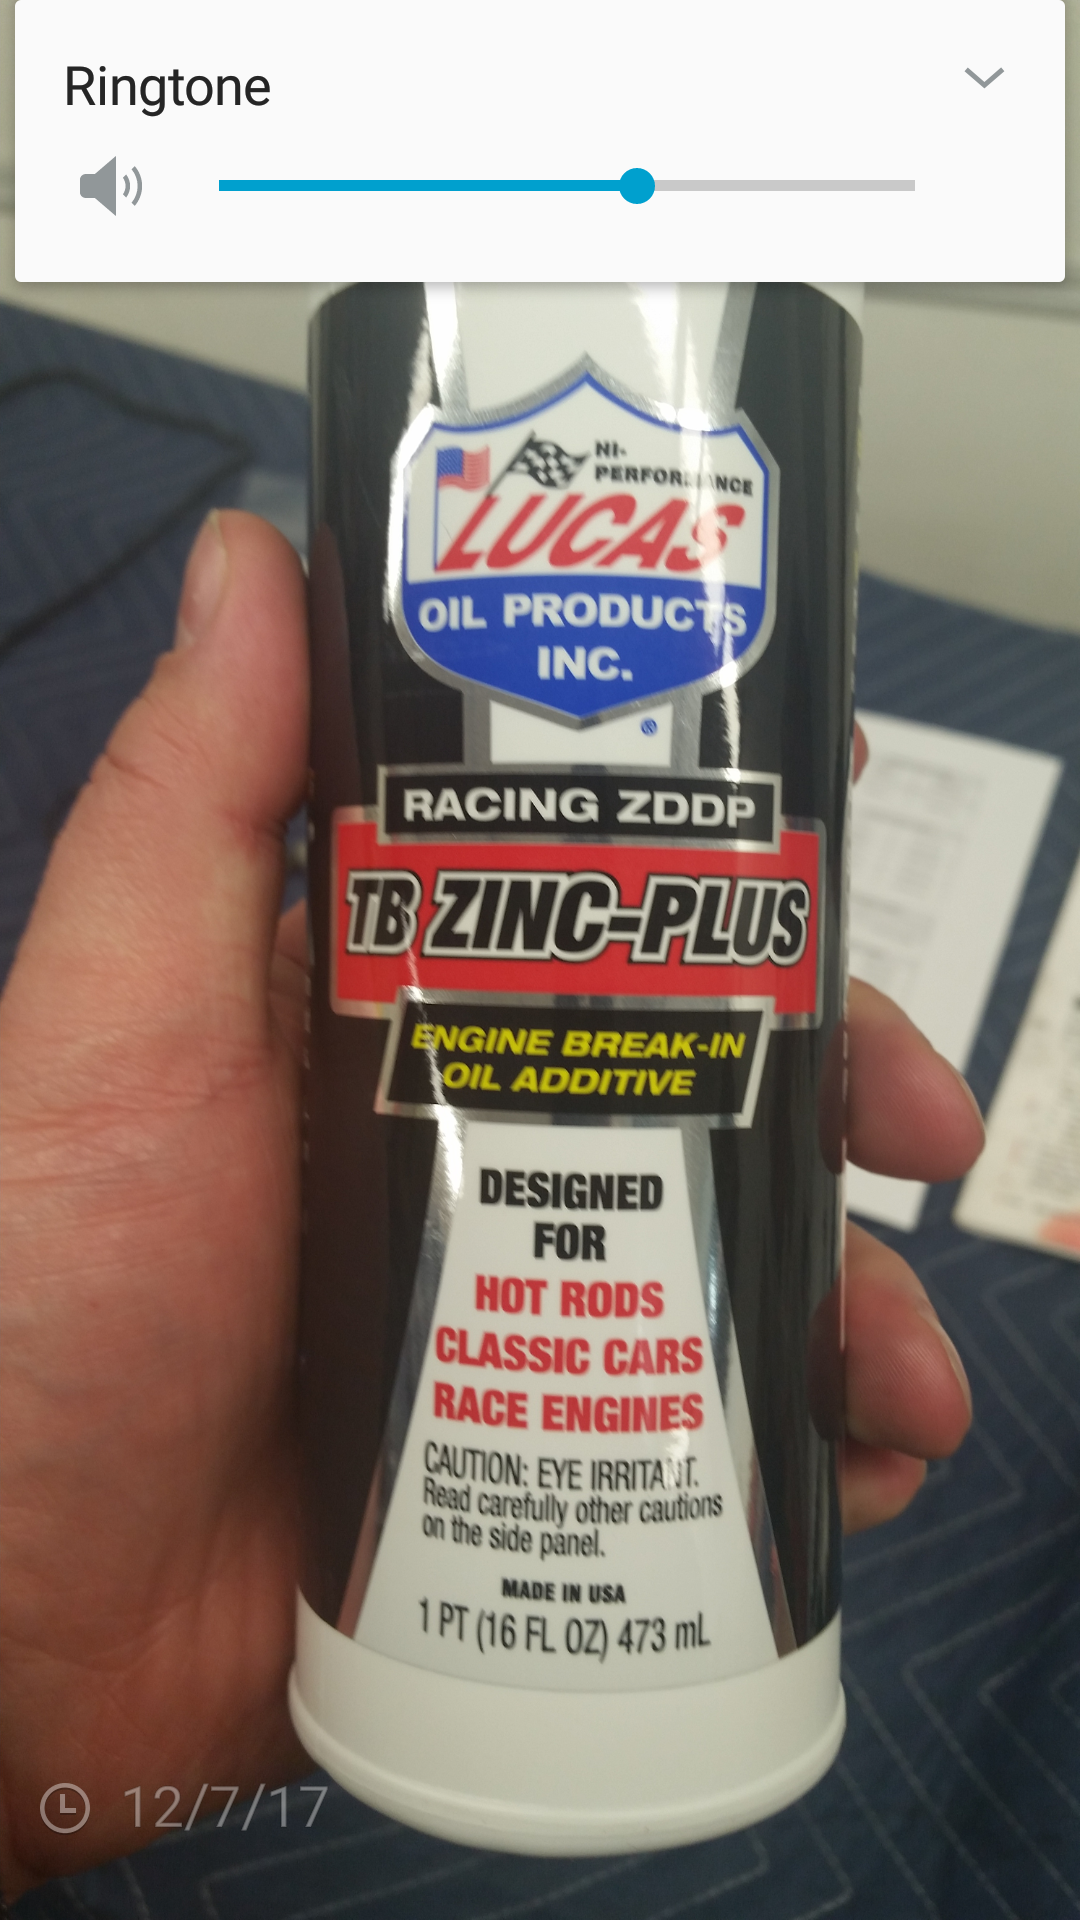 Ringtone
HI-
PERFORMANCE
LUCAS
OIL PRODUCTS
INC.
®
RACING ZDDP
TB ZINC-PLUS
ENGINE BREAK-IN
OIL ADDITIVE
DESIGNED
FOR
HOT RODS
CLASSIC CARS
RACE ENGINES
CAUTION: EYE IRRITANT.
Read carefully other cautions
on the side panel.
MADE IN USA
1 PT (16 FL OZ) 473 mL
12/7/17